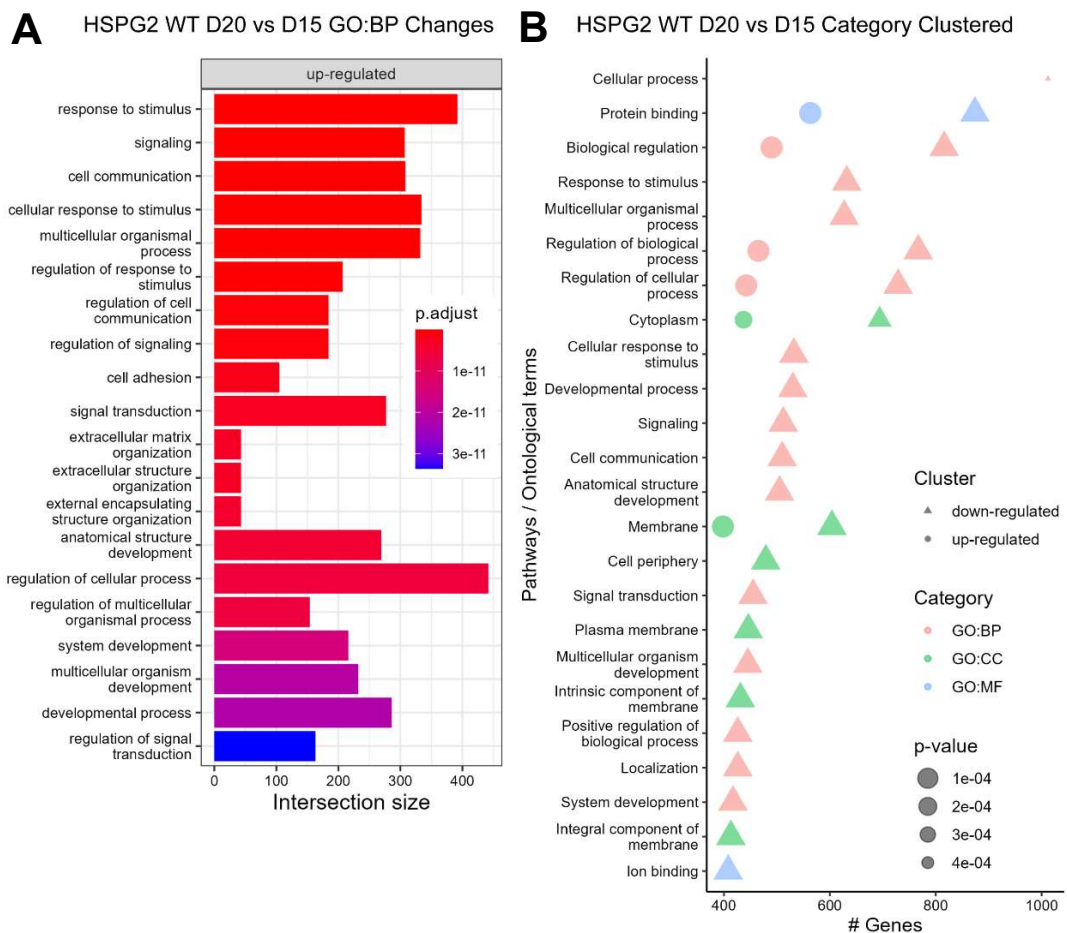 A
HSPG2 WT D20 vs D15 GO:BP Changes
up-regulated
response to stimulus
signaling
cell communication
cellular response to stimulus
multicellular organismal
process
regulation of response to
stimulus
regulation of cell
communication
regulation of signaling
cell adhesion
signal transduction
extracellular matrix
organization
extracellular structure
organization
external encapsulating
structure organization
anatomical structure
development
regulation of cellular process
regulation of multicellular
organismal process
system development
multicellular organism
development
developmental process
regulation of signal
transduction
p.adjust
1e-11
2e-11
3e-11
0 100 200 300 400
Intersection size
B
HSPG2 WT D20 vs D15 Category Clustered
Pathways / Ontological terms
Cellular process
Protein binding
Biological regulation
Response to stimulus
Multicellular organismal
process
Regulation of biological
process
Regulation of cellular
process
Cytoplasm
Cellular response to
stimulus
Developmental process
Signaling
Cell communication
Anatomical structure
development
Membrane
Cell periphery
Signal transduction
Plasma membrane
Multicellular organism
development
Intrinsic component of
membrane
Positive regulation of
biological process
Localization
System development
Integral component of
membrane
Ion binding
Cluster
down-regulated
up-regulated
Category
GO:BP
GO:CC
GO:MF
p-value
1e-04
2e-04
3e-04
4e-04
400 600 800 1000
# Genes